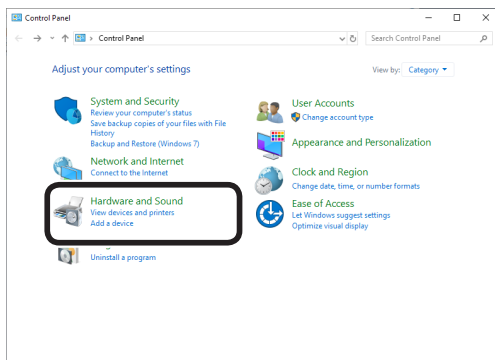 Control Panel
Control Panel
Search Control Panel
Adjust your computer's settings
View by: Category
System and Security
Review your computer's status
Save backup copies of your files with File
History
Backup and Restore (Windows 7)
Network and Internet
Connect to the Internet
Hardware and Sound
View devices and printers
Add a device
Uninstall a program
User Accounts
Change account type
Appearance and Personalization
Clock and Region
Change date, time, or number formats
Ease of Access
Let Windows suggest settings
Optimize visual display